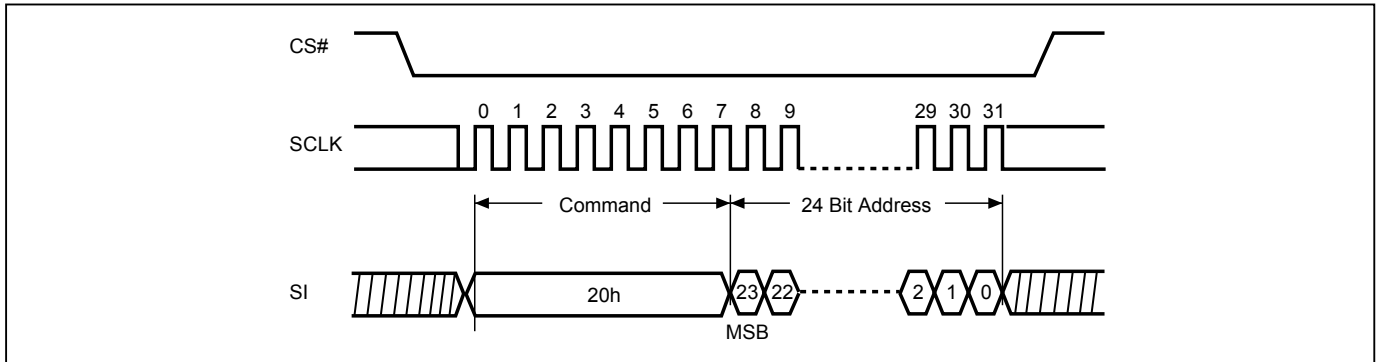 CS#
0 1 2 3 4 5 6 7 8 9 29 30 31
SCLK
Command 24 Bit Address
SI 20h 23 22 2 1 0
MSB